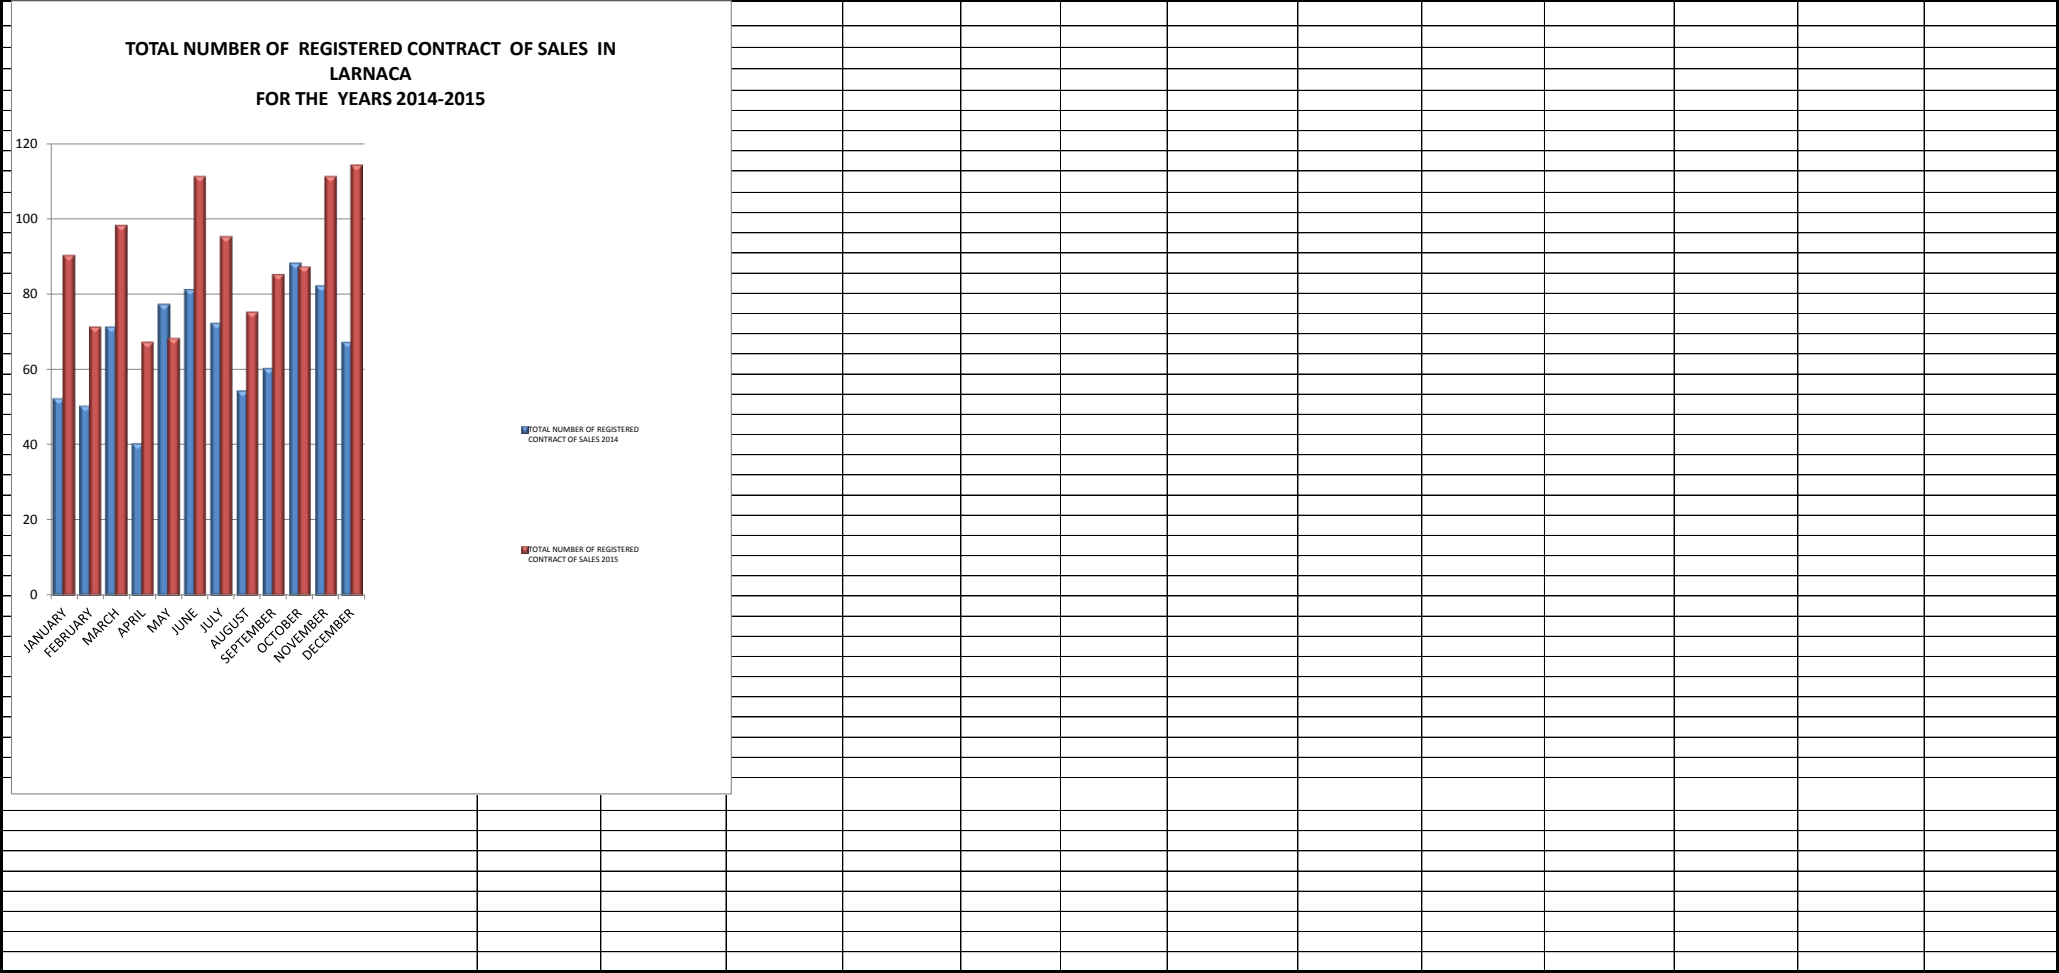 TOTAL NUMBER OF  REGISTERED CONTRACT  OF SALES  IN
LARNACA
FOR THE  YEARS 2014-2015
120
100
80
60
40
20
0
JANUARY
FEBRUARY
MARCH
APRIL
MAY
JUNE
JULY
AUGUST
SEPTEMBER
OCTOBER
NOVEMBER
DECEMBER
TOTAL NUMBER OF REGISTERED
CONTRACT OF SALES 2014
TOTAL NUMBER OF REGISTERED
CONTRACT OF SALES 2015